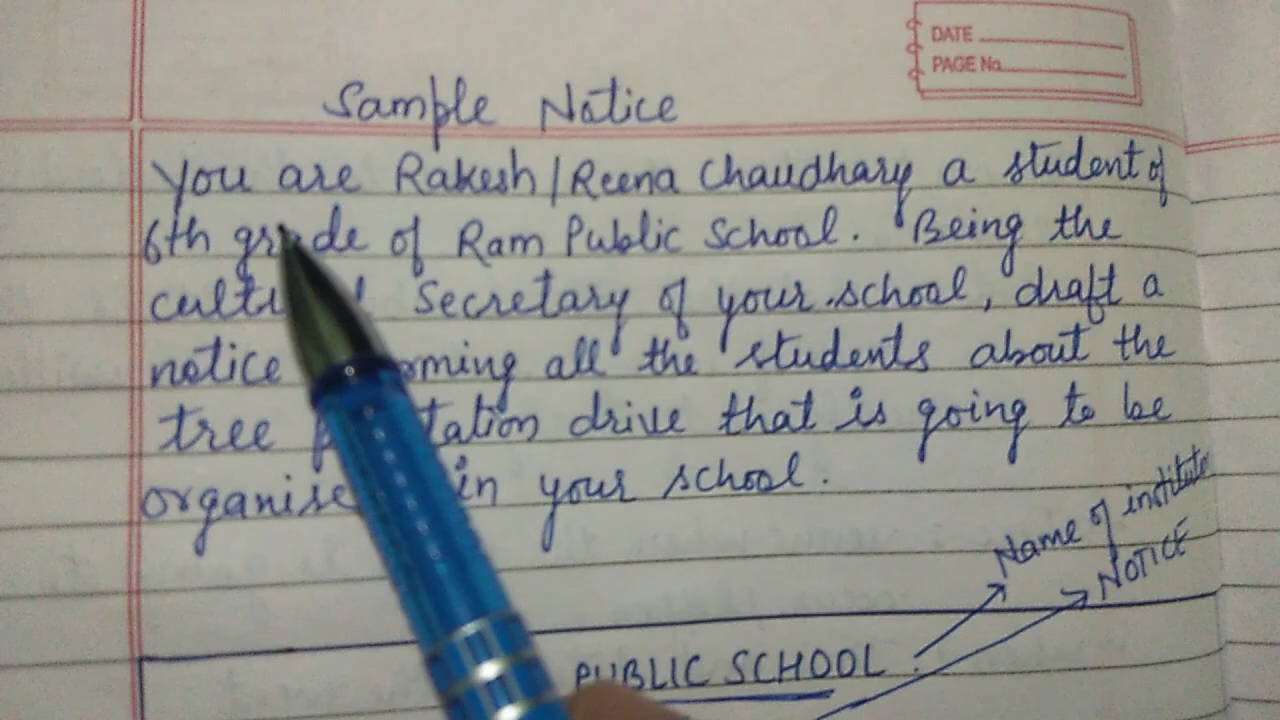 DATE
PAGE No.
Sample Notice
You are Rakesh/Reena Chaudhary a student of
6th grade of Ram Public School. Being the
Secretary of your school, draft a
notice all the students about the
tree drive that is going to be
in your school.
Name of institute
NOTICE
PUBLIC SCHOOL